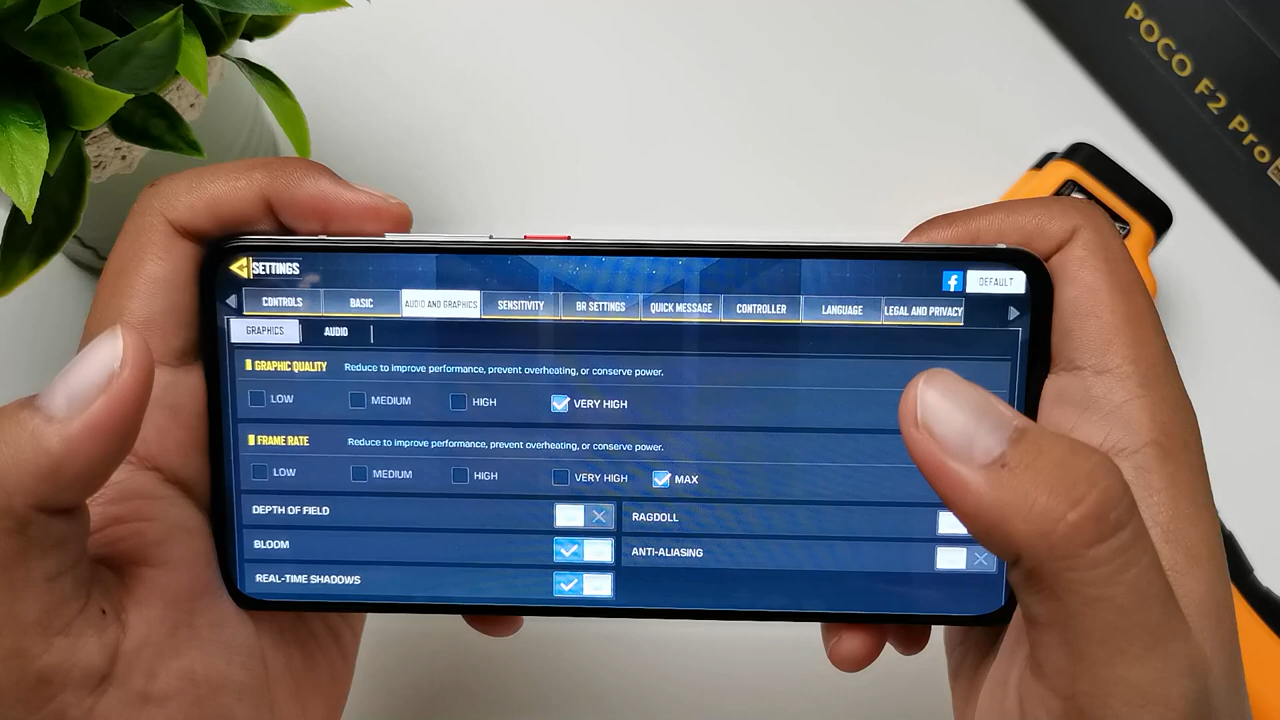 POCO F2 Pro
SETTINGS
DEFAULT
CONTROLS
BASIC
AUDIO AND GRAPHICS
SENSITIVITY
BR SETTINGS
QUICK MESSAGE
CONTROLLER
LANGUAGE
LEGAL AND PRIVACY
GRAPHICS
AUDIO
GRAPHIC QUALITY Reduce to improve performance, prevent overheating, or conserve power.
LOW MEDIUM HIGH VERY HIGH
FRAME RATE Reduce to improve performance, prevent overheating, or conserve power.
LOW MEDIUM HIGH VERY HIGH MAX
DEPTH OF FIELD
RAGDOLL
BLOOM
ANTI-ALIASING
REAL-TIME SHADOWS